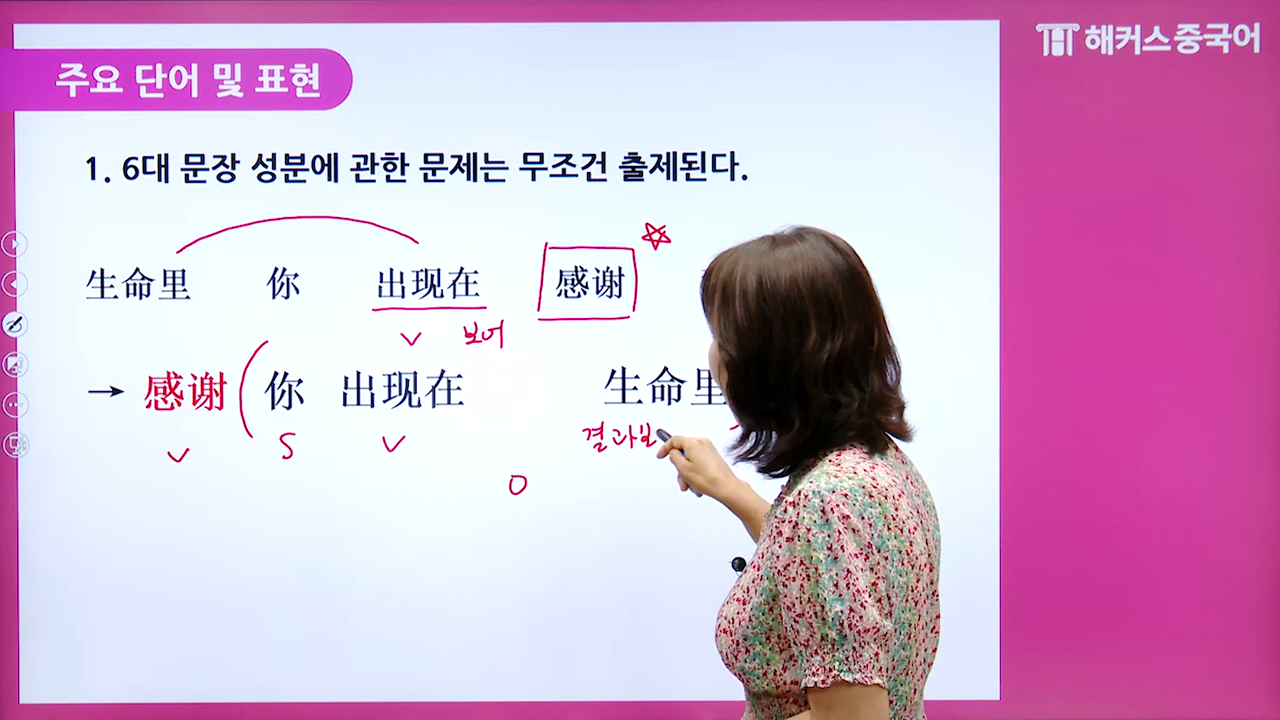 해커스중국어
주요 단어 및 표현
1. 6대 문장 성분에 관한 문제는 무조건 출제된다.
生命里 你 出现在 感谢
V 보어
→ 感谢 ( 你 出现在 生命里
V S V 결과보
O